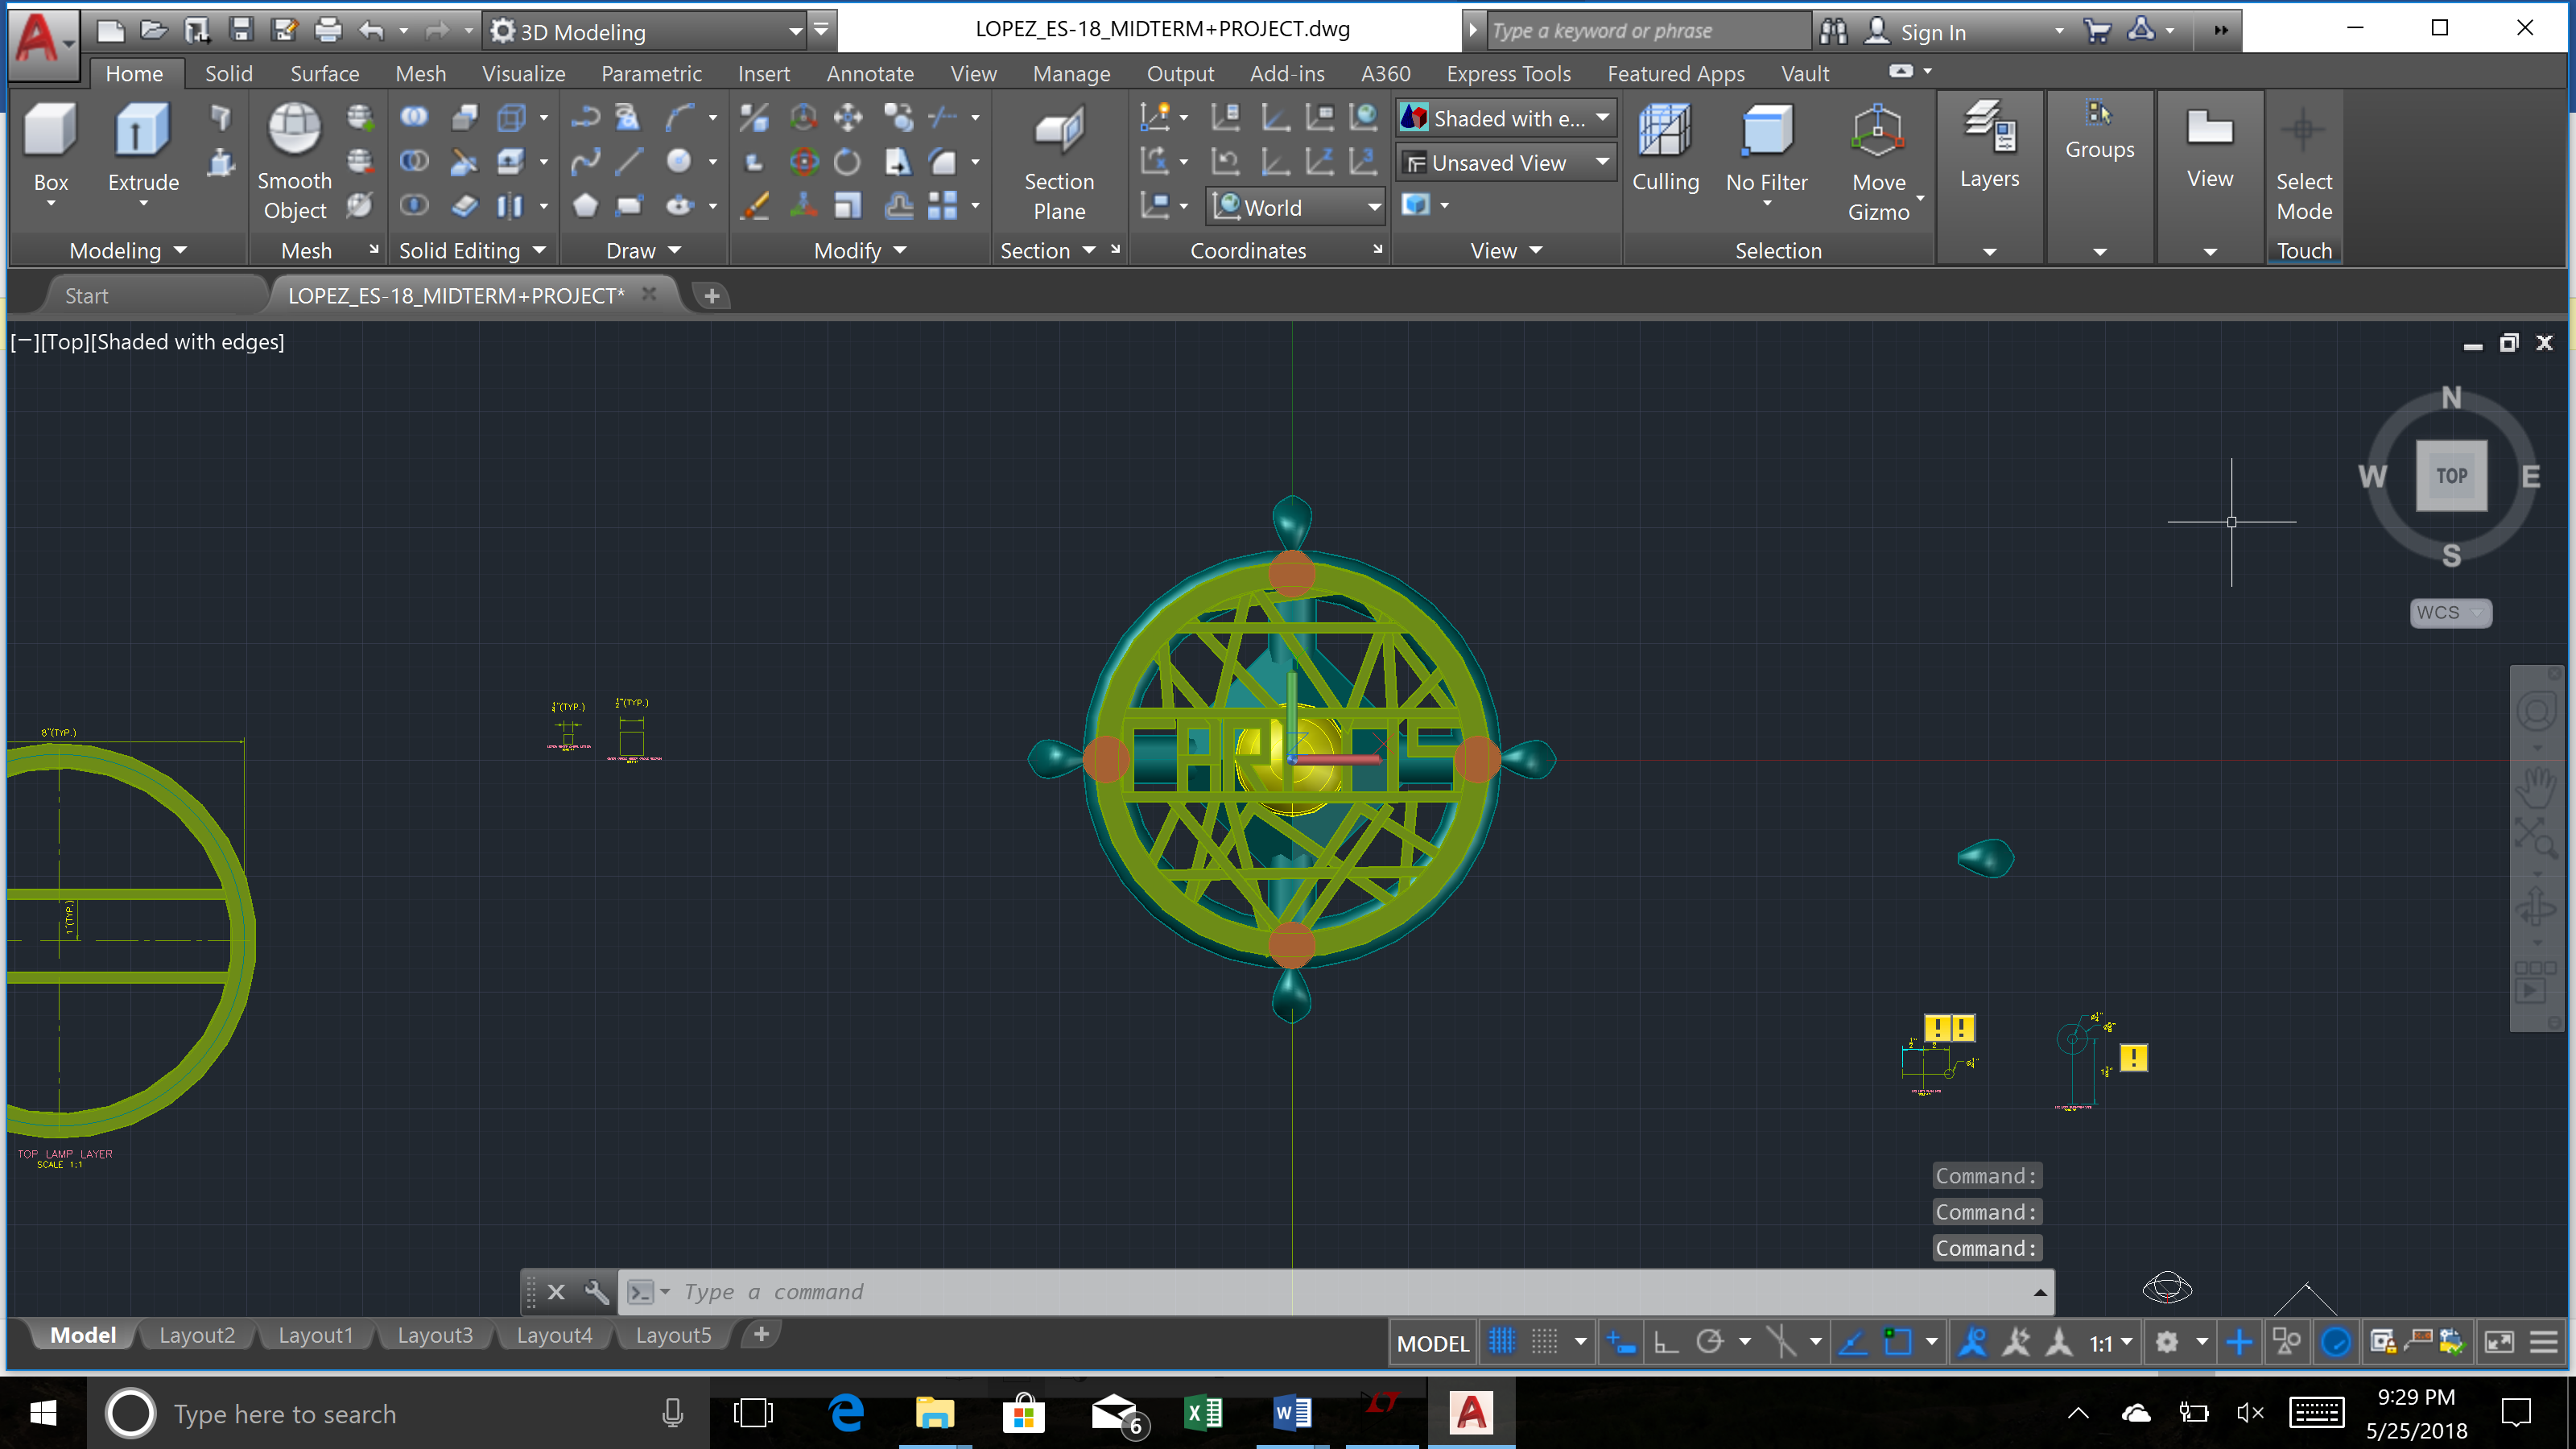 3D Modeling
LOPEZ_ES-18_MIDTERM+PROJECT.dwg
Type a keyword or phrase
Sign In
Home Solid Surface Mesh Visualize Parametric Insert Annotate View Manage Output Add-ins A360 Express Tools Featured Apps Vault
Box
Extrude
Smooth
Object
Section
Plane
World
Shaded with e...
Unsaved View
Culling
No Filter
Move
Gizmo
Layers
Groups
View
Select
Mode
Modeling Mesh Solid Editing Draw Modify Section Coordinates View Selection Touch
Start
LOPEZ_ES-18_MIDTERM+PROJECT*
[−][Top][Shaded with edges]
N
W TOP E
S
WCS
8"(TYP.)
1"(TYP.)
TOP LAMP LAYER
SCALE 1:1
(TYP.)
(TYP.)
Command:
Command:
Command:
Type a command
Model Layout2 Layout1 Layout3 Layout4 Layout5
MODEL
1:1
Type here to search
6
9:29 PM
5/25/2018